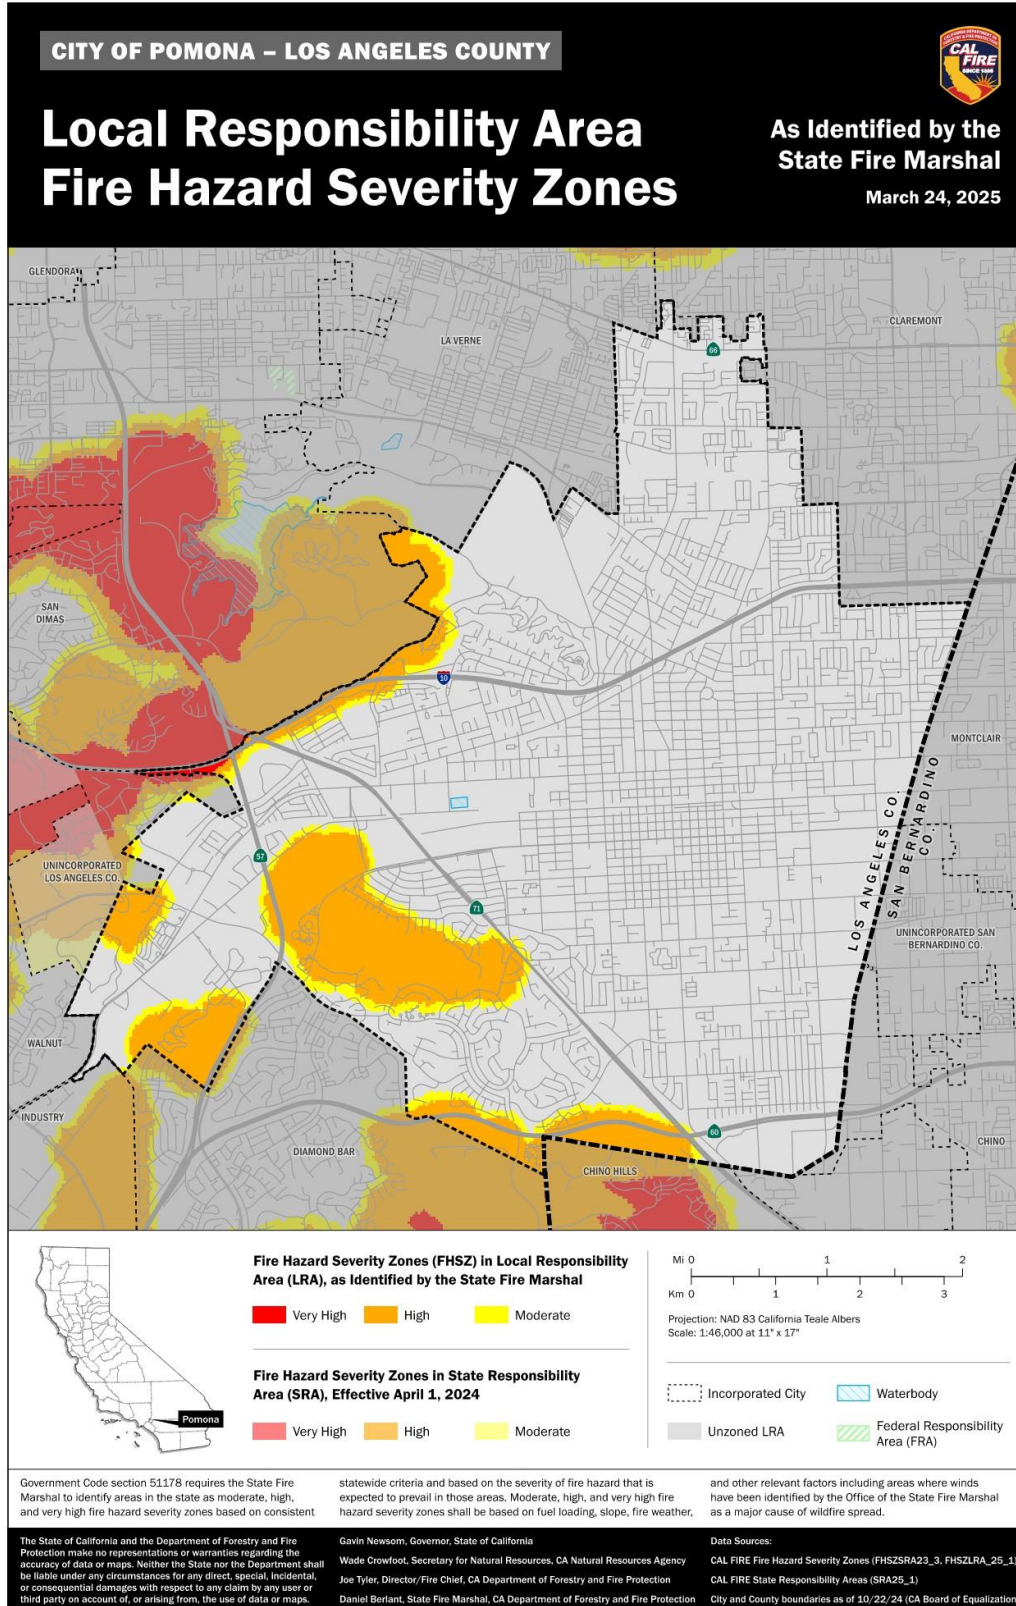 CITY OF POMONA – LOS ANGELES COUNTY
Local Responsibility Area
Fire Hazard Severity Zones
CAL
FIRE
SINCE 1885
As Identified by the
State Fire Marshal
March 24, 2025
GLENDORA
LA VERNE
CLAREMONT
66
SAN
DIMAS
10
MONTCLAIR
57
UNINCORPORATED
LOS ANGELES CO.
71
LOS ANGELES CO.
SAN BERNARDINO
CO.
UNINCORPORATED SAN
BERNARDINO CO.
WALNUT
INDUSTRY
DIAMOND BAR
60
CHINO
CHINO HILLS
Pomona
Fire Hazard Severity Zones (FHSZ) in Local Responsibility
Area (LRA), as Identified by the State Fire Marshal
Very High
High
Moderate
Fire Hazard Severity Zones in State Responsibility
Area (SRA), Effective April 1, 2024
Very High
High
Moderate
Mi 0 1 2
Km 0 1 2 3
Projection: NAD 83 California Teale Albers
Scale: 1:46,000 at 11" x 17"
Incorporated City
Waterbody
Unzoned LRA
Federal Responsibility
Area (FRA)
Government Code section 51178 requires the State Fire
Marshal to identify areas in the state as moderate, high,
and very high fire hazard severity zones based on consistent
statewide criteria and based on the severity of fire hazard that is
expected to prevail in those areas. Moderate, high, and very high fire
hazard severity zones shall be based on fuel loading, slope, fire weather,
and other relevant factors including areas where winds
have been identified by the Office of the State Fire Marshal
as a major cause of wildfire spread.
The State of California and the Department of Forestry and Fire
Protection make no representations or warranties regarding the
accuracy of data or maps. Neither the State nor the Department shall
be liable under any circumstances for any direct, special, incidental,
or consequential damages with respect to any claim by any user or
third party on account of, or arising from, the use of data or maps.
Gavin Newsom, Governor, State of California
Wade Crowfoot, Secretary for Natural Resources, CA Natural Resources Agency
Joe Tyler, Director/Fire Chief, CA Department of Forestry and Fire Protection
Daniel Berlant, State Fire Marshal, CA Department of Forestry and Fire Protection
Data Sources:
CAL FIRE Fire Hazard Severity Zones (FHSZSRA23_3, FHSZLRA_25_1)
CAL FIRE State Responsibility Areas (SRA25_1)
City and County boundaries as of 10/22/24 (CA Board of Equalization